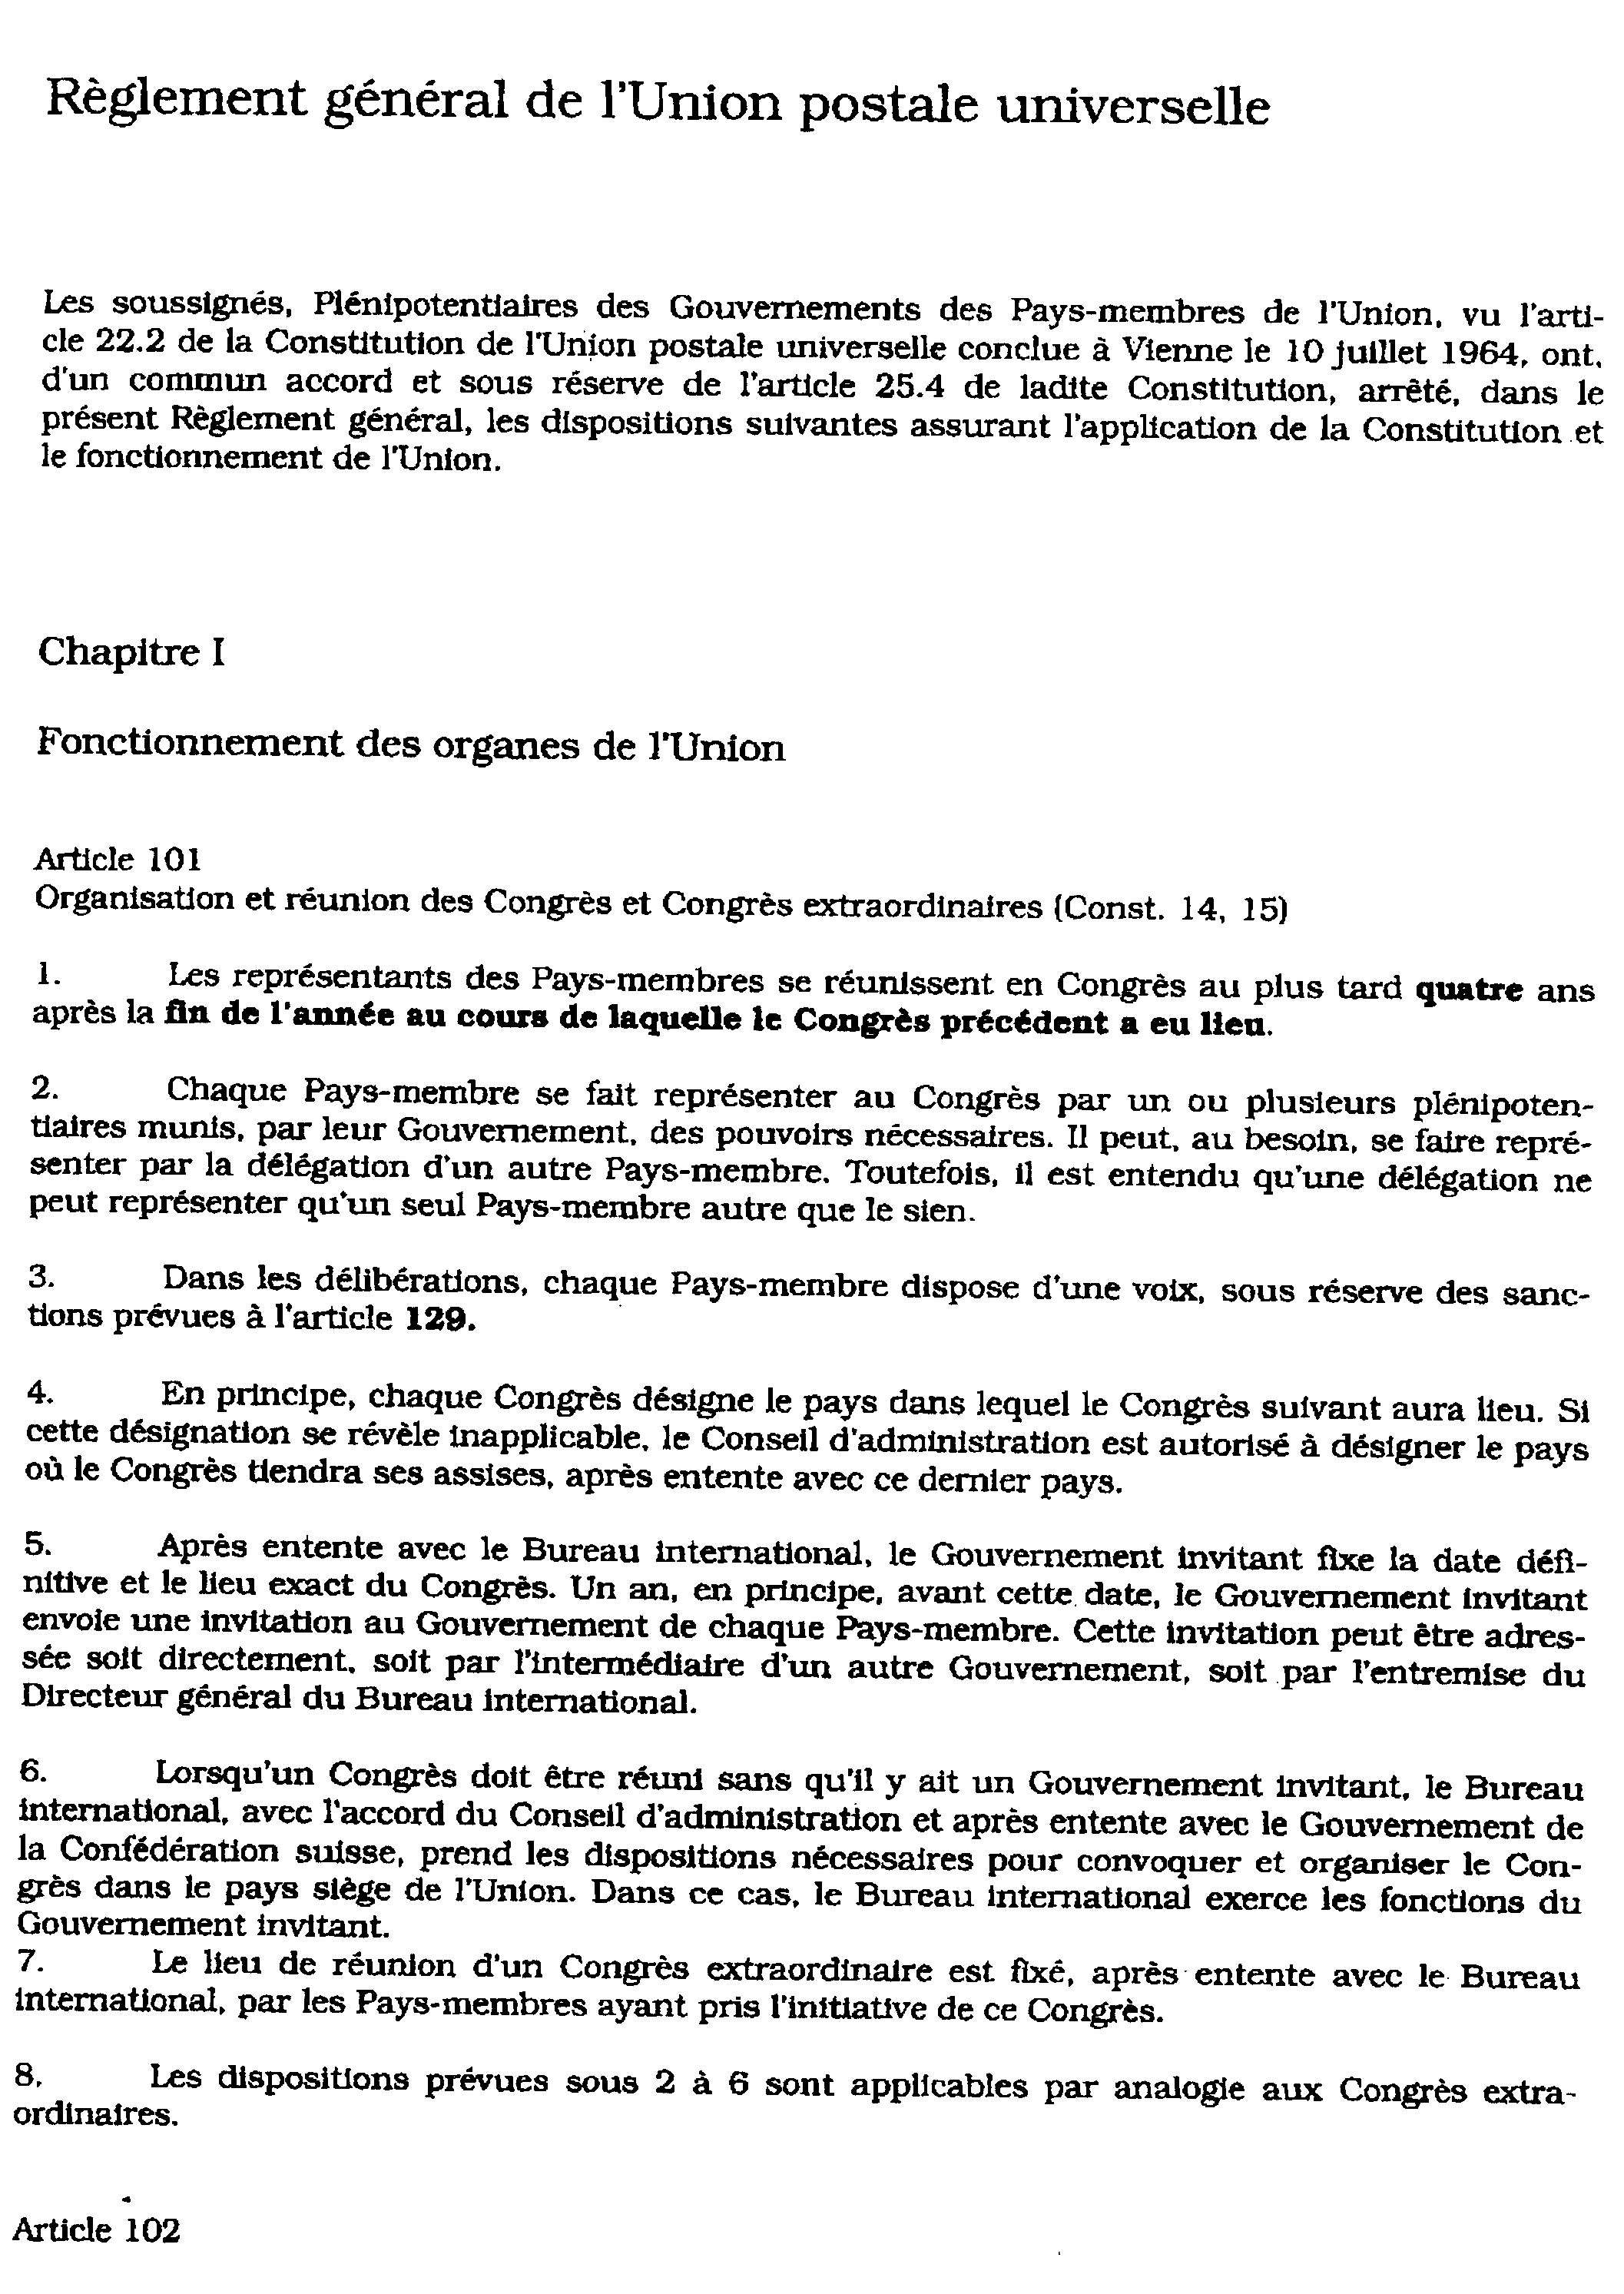 Règlement général de l'Union postale universelle
Les soussignés, Plénipotentiaires des Gouvernements des Pays-membres de l'Union, vu l'arti-
cle 22.2 de la Constitution de l'Union postale universelle conclue à Vienne le 10 juillet 1964, ont,
d'un commun accord et sous réserve de l'article 25.4 de ladite Constitution, arrêté, dans le
présent Règlement général, les dispositions suivantes assurant l'application de la Constitution et
le fonctionnement de l'Union.
Chapitre I
Fonctionnement des organes de l'Union
Article 101
Organisation et réunion des Congrès et Congrès extraordinaires (Const. 14, 15)
1. Les représentants des Pays-membres se réunissent en Congrès au plus tard quatre ans
après la fin de l'année au cours de laquelle le Congrès précédent a eu lieu.
2. Chaque Pays-membre se fait représenter au Congrès par un ou plusieurs plénipoten-
tiaires munis, par leur Gouvernement, des pouvoirs nécessaires. Il peut, au besoin, se faire repré-
senter par la délégation d'un autre Pays-membre. Toutefois, il est entendu qu'une délégation ne
peut représenter qu'un seul Pays-membre autre que le sien.
3. Dans les délibérations, chaque Pays-membre dispose d'une voix, sous réserve des sanc-
tions prévues à l'article 129.
4. En principe, chaque Congrès désigne le pays dans lequel le Congrès suivant aura lieu. Si
cette désignation se révèle inapplicable, le Conseil d'administration est autorisé à désigner le pays
où le Congrès tiendra ses assises, après entente avec ce dernier pays.
5. Après entente avec le Bureau international, le Gouvernement invitant fixe la date défi-
nitive et le lieu exact du Congrès. Un an, en principe, avant cette date, le Gouvernement invitant
envoie une invitation au Gouvernement de chaque Pays-membre. Cette invitation peut être adres-
sée soit directement, soit par l'intermédiaire d'un autre Gouvernement, soit par l'entremise du
Directeur général du Bureau international.
6. Lorsqu'un Congrès doit être réuni sans qu'il y ait un Gouvernement invitant, le Bureau
international, avec l'accord du Conseil d'administration et après entente avec le Gouvernement de
la Confédération suisse, prend les dispositions nécessaires pour convoquer et organiser le Con-
grès dans le pays siège de l'Union. Dans ce cas, le Bureau international exerce les fonctions du
Gouvernement invitant.
7. Le lieu de réunion d'un Congrès extraordinaire est fixé, après entente avec le Bureau
international, par les Pays-membres ayant pris l'initiative de ce Congrès.
8. Les dispositions prévues sous 2 à 6 sont applicables par analogie aux Congrès extra-
ordinaires.
Article 102